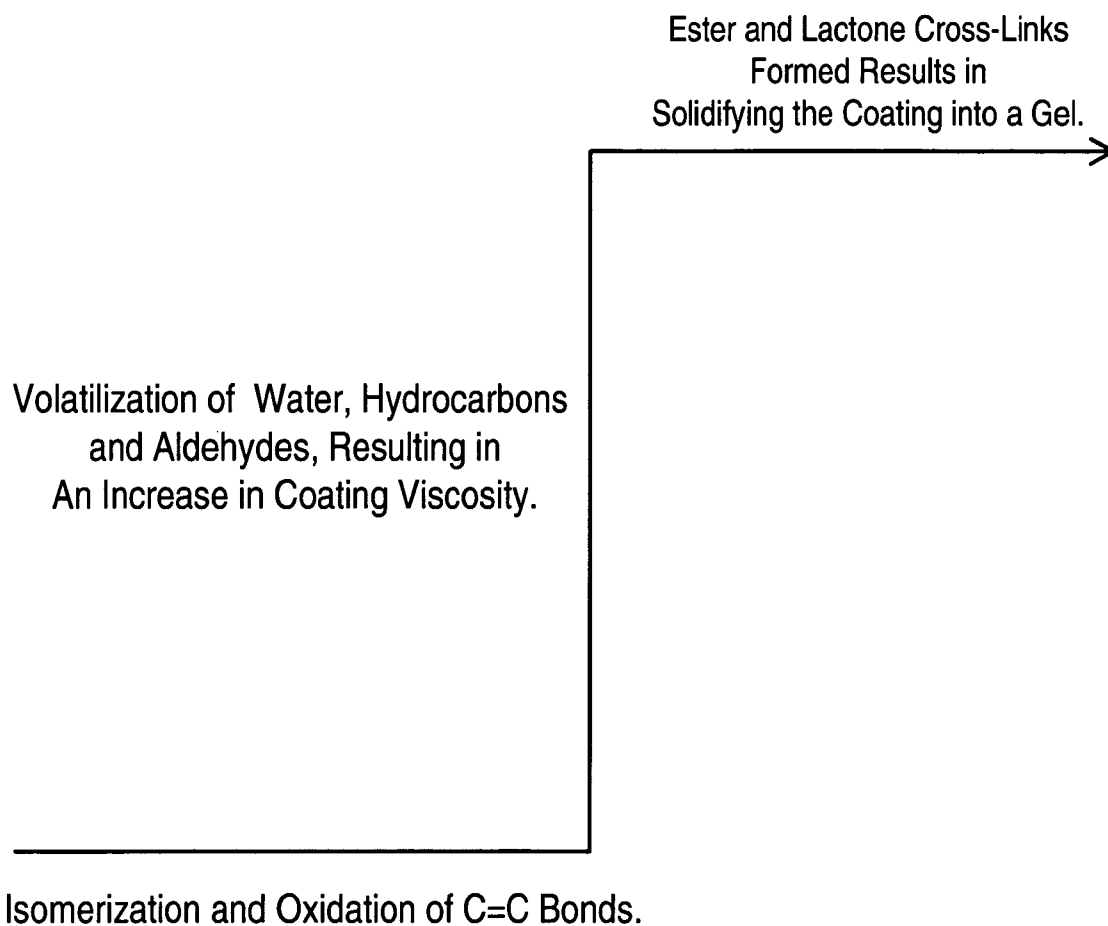 Ester and Lactone Cross-Links
Formed Results in
Solidifying the Coating into a Gel.
Volatilization of Water, Hydrocarbons
and Aldehydes, Resulting in
An Increase in Coating Viscosity.
Isomerization and Oxidation of C=C Bonds.